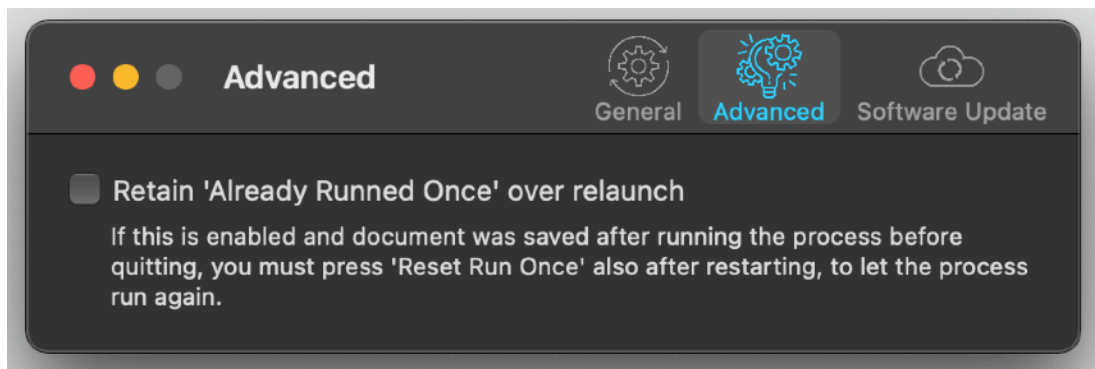 Advanced
General
Advanced
Software Update
Retain 'Already Runned Once' over relaunch
If this is enabled and document was saved after running the process before
quitting, you must press 'Reset Run Once' also after restarting, to let the process
run again.